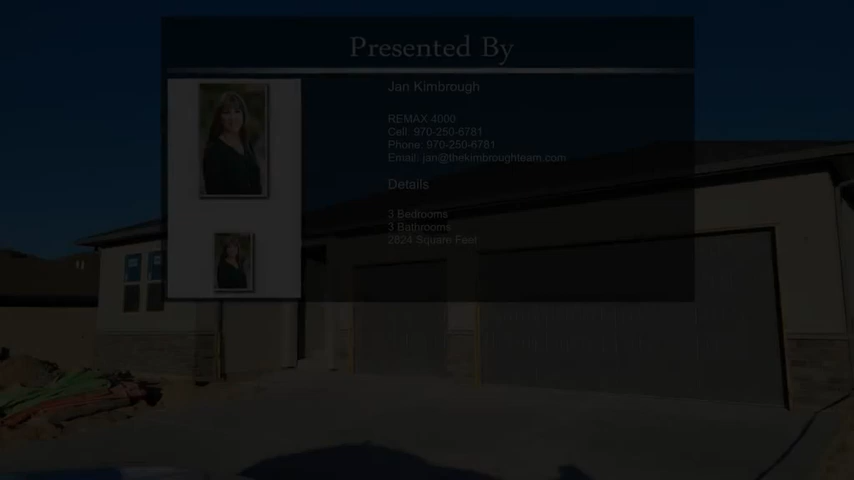 Presented By
Jan Kimbrough
REMAX 4000
Cell: 970-250-6781
Phone: 970-250-6781
Email: jan@thekimbroughteam.com
Details
3 Bedrooms
3 Bathrooms
2824 Square Feet